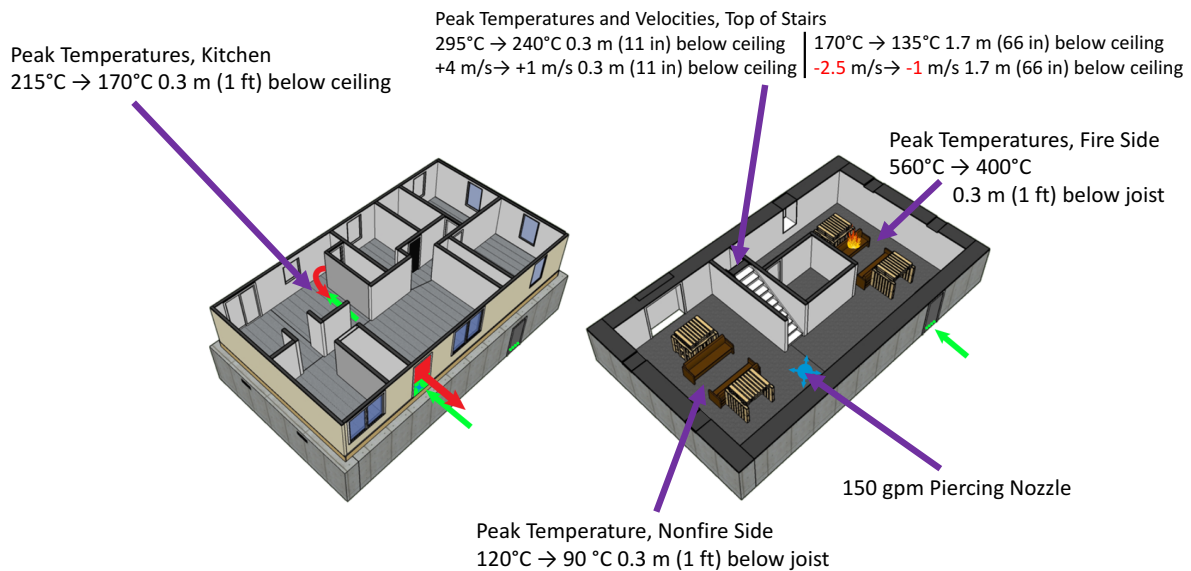 Peak Temperatures and Velocities, Top of Stairs
295°C → 240°C 0.3 m (11 in) below ceiling
+4 m/s→ +1 m/s 0.3 m (11 in) below ceiling
170°C → 135°C 1.7 m (66 in) below ceiling
-2.5 m/s→ -1 m/s 1.7 m (66 in) below ceiling
Peak Temperatures, Kitchen
215°C → 170°C 0.3 m (1 ft) below ceiling
Peak Temperatures, Fire Side
560°C → 400°C
0.3 m (1 ft) below joist
150 gpm Piercing Nozzle
Peak Temperature, Nonfire Side
120°C → 90 °C 0.3 m (1 ft) below joist